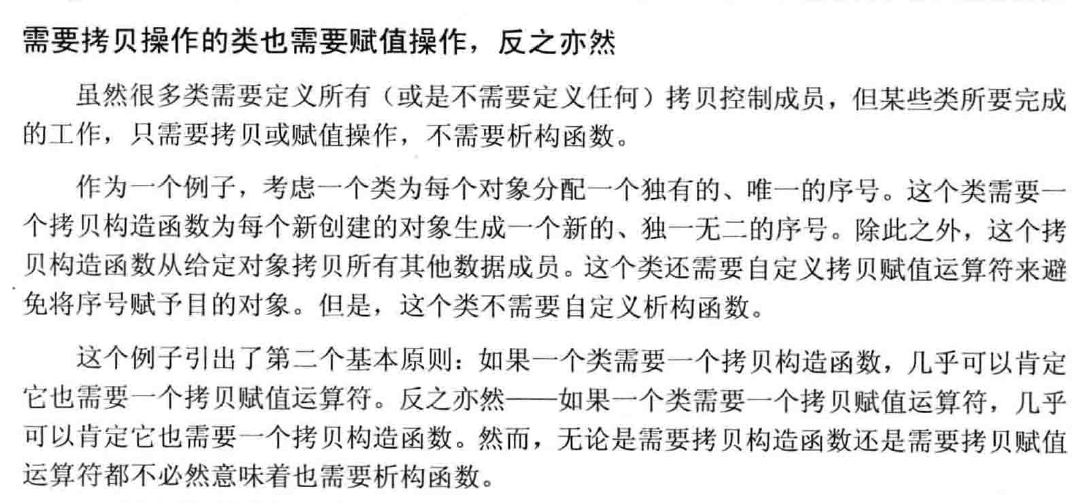 需要拷贝操作的类也需要赋值操作，反之亦然
虽然很多类需要定义所有（或是不需要定义任何）拷贝控制成员，但某些类所要完成
的工作，只需要拷贝或赋值操作，不需要析构函数。
作为一个例子，考虑一个类为每个对象分配一个独有的、唯一的序号。这个类需要一
个拷贝构造函数为每个新创建的对象生成一个新的、独一无二的序号。除此之外，这个拷
贝构造函数从给定对象拷贝所有其他数据成员。这个类还需要自定义拷贝赋值运算符来避
免将序号赋予目的对象。但是，这个类不需要自定义析构函数。
这个例子引出了第二个基本原则：如果一个类需要一个拷贝构造函数，几乎可以肯定
它也需要一个拷贝赋值运算符。反之亦然——如果一个类需要一个拷贝赋值运算符，几乎
可以肯定它也需要一个拷贝构造函数。然而，无论是需要拷贝构造函数还是需要拷贝赋值
运算符都不必然意味着也需要析构函数。